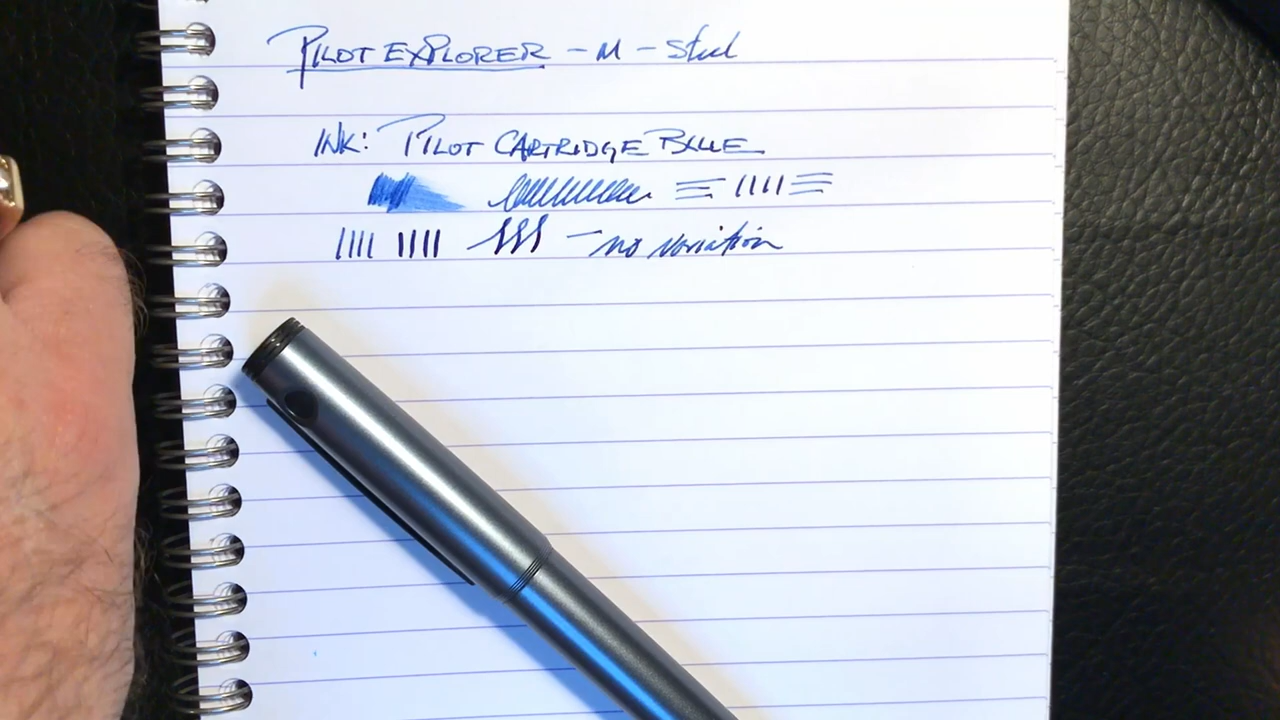 PILOT EXPLORER - M - Steel
INK: PILOT CARTRIDGE BLUE
- no variation